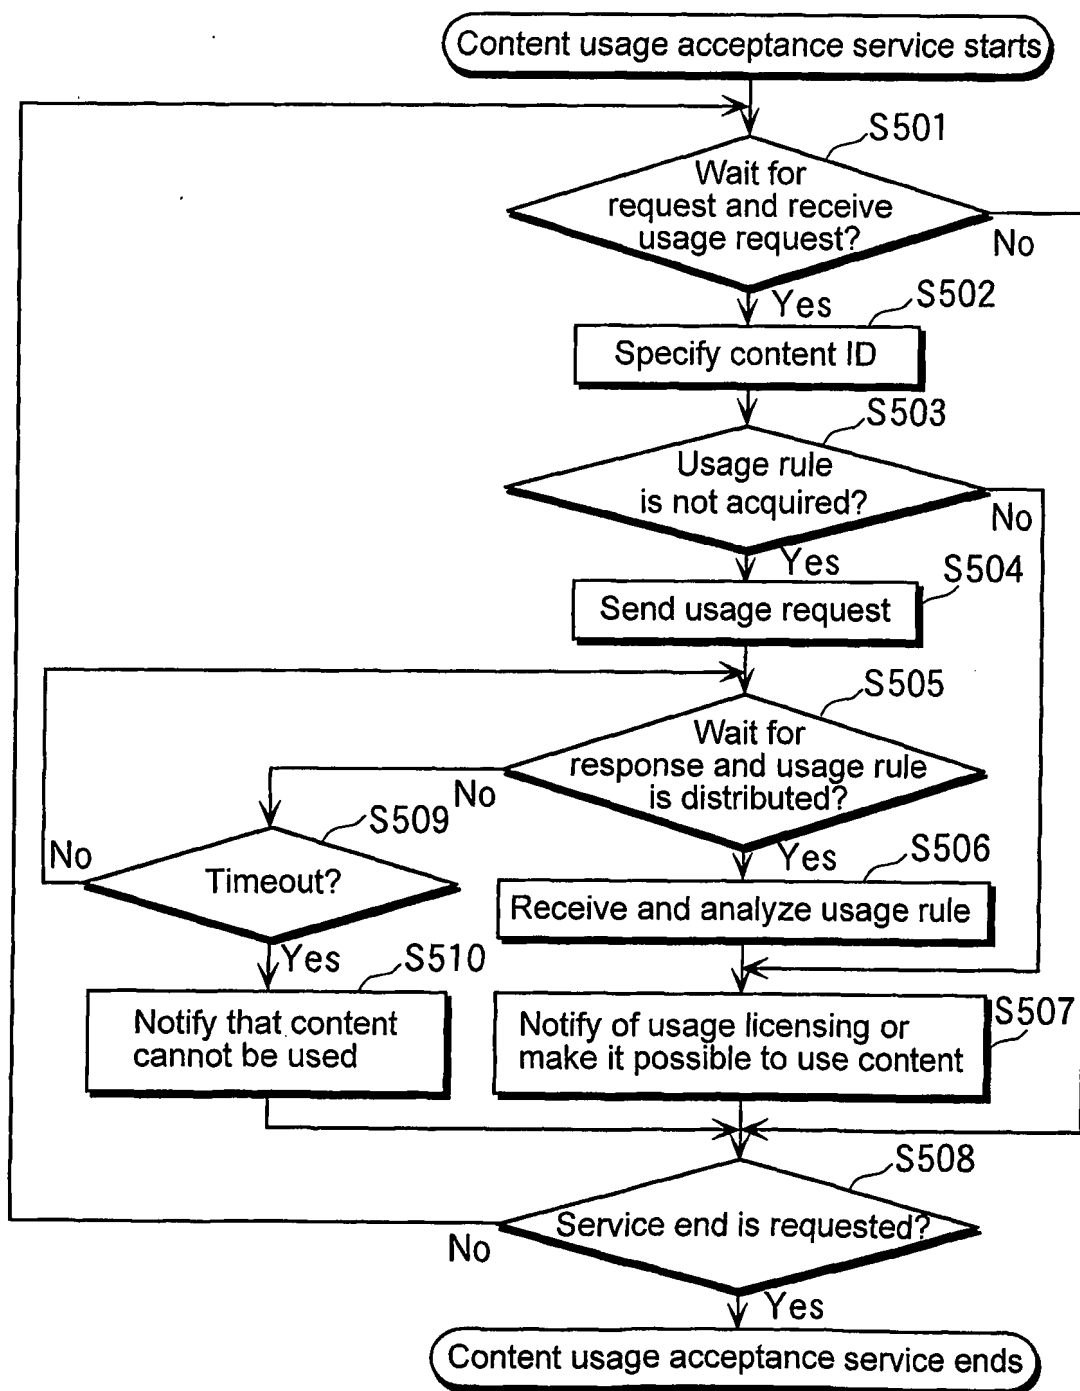 Content usage acceptance service starts
S501
Wait for
request and receive
usage request?
No
Yes
S502
Specify content ID
S503
Usage rule
is not acquired?
No
Yes
S504
Send usage request
S505
Wait for
response and usage rule
is distributed?
No
Yes
S509
Timeout?
No
Yes
S506
Receive and analyze usage rule
S510
Notify that content
cannot be used
S507
Notify of usage licensing or
make it possible to use content
S508
Service end is requested?
No
Yes
Content usage acceptance service ends